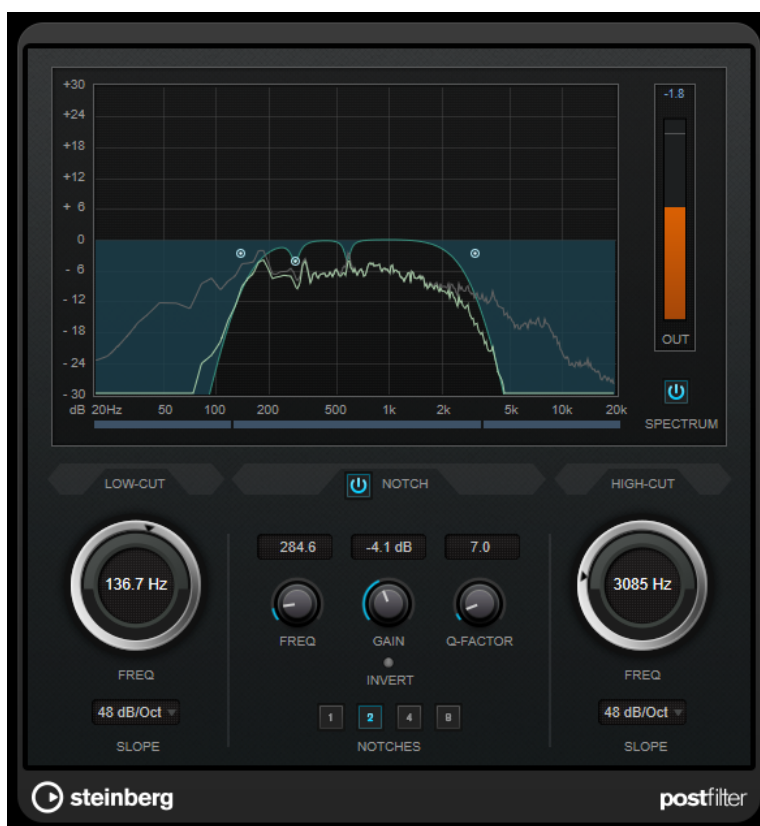 +30
-1.8
+24
+18
+12
+ 6
0
- 6
- 12
- 18
OUT
- 24
- 30
dB 20Hz 50 100 200 500 1k 2k 5k 10k 20k
SPECTRUM
LOW-CUT
NOTCH
HIGH-CUT
284.6 -4.1 dB 7.0
136.7 Hz
3085 Hz
FREQ GAIN Q-FACTOR
FREQ
INVERT
FREQ
48 dB/Oct
1 2 4 8
48 dB/Oct
SLOPE
NOTCHES
SLOPE
steinberg
postfilter